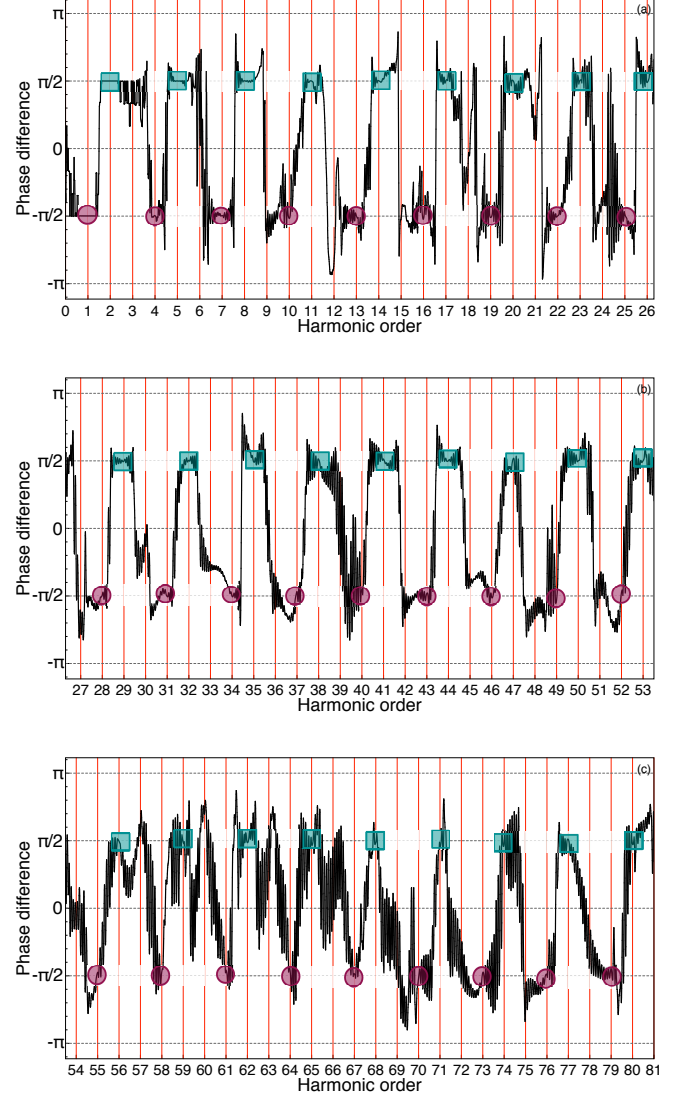 (a)
π
π/2
0
-π/2
-π
Phase difference
0 1 2 3 4 5 6 7 8 9 10 11 12 13 14 15 16 17 18 19 20 21 22 23 24 25 26
Harmonic order
(b)
π
π/2
0
-π/2
-π
Phase difference
27 28 29 30 31 32 33 34 35 36 37 38 39 40 41 42 43 44 45 46 47 48 49 50 51 52 53
Harmonic order
(c)
π
π/2
0
-π/2
-π
Phase difference
54 55 56 57 58 59 60 61 62 63 64 65 66 67 68 69 70 71 72 73 74 75 76 77 78 79 80 81
Harmonic order